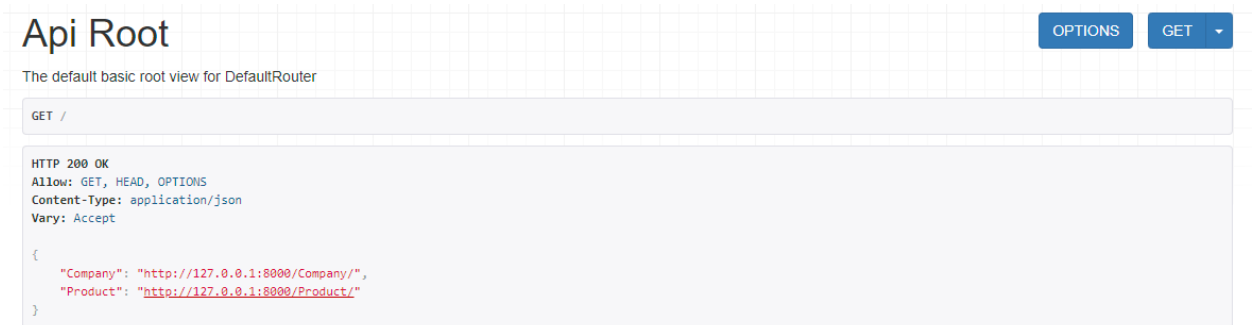 Api Root
OPTIONS
GET
The default basic root view for DefaultRouter
GET /
HTTP 200 OK
Allow: GET, HEAD, OPTIONS
Content-Type: application/json
Vary: Accept
{
    "Company": "http://127.0.0.1:8000/Company/",
    "Product": "http://127.0.0.1:8000/Product/"
}